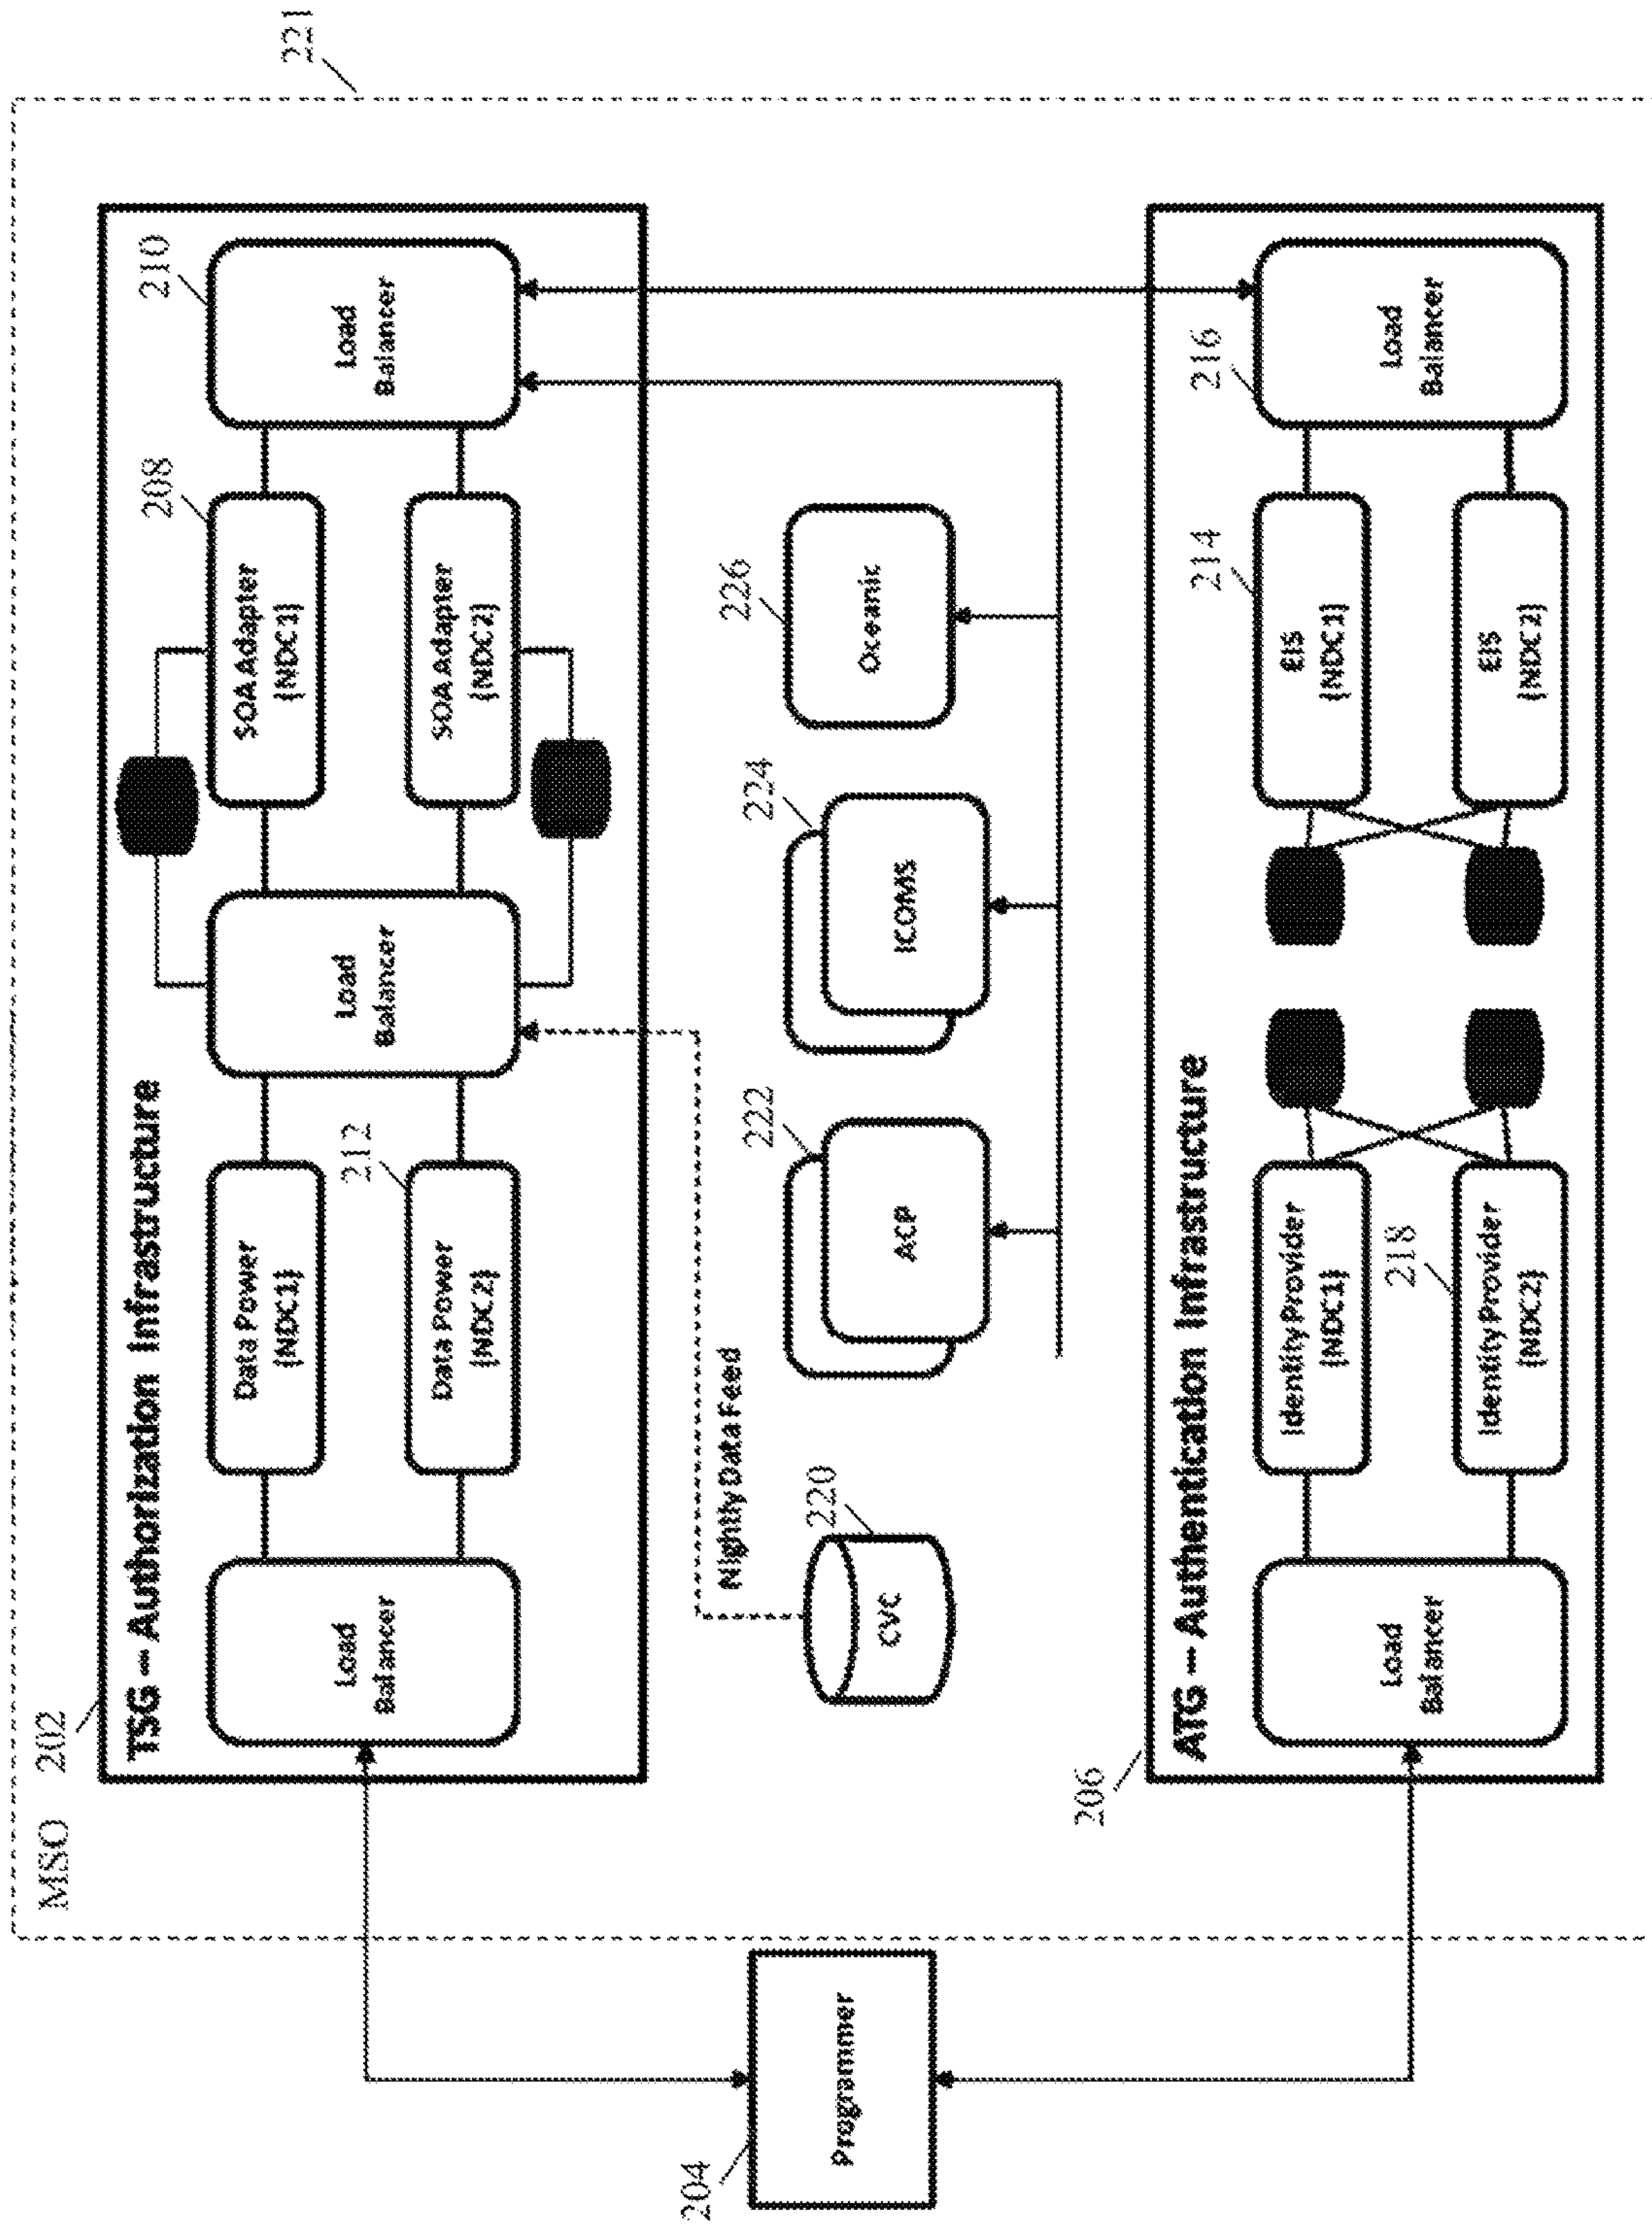 221
MSO
202
TSG – Authorization Infrastructure
Load
Balancer
Data Power
{NDC1}
Data Power
{NDC2}
212
Load
Balancer
SOA Adapter
{NDC1}
208
SOA Adapter
{NDC2}
Load
Balancer
210
204
Programmer
Nightly Data Feed
CVC
220
ACP
222
ICOMS
224
Oceanic
226
206
ATG – Authentication Infrastructure
Load
Balancer
Identity Provider
{NDC1}
218
Identity Provider
{NDC2}
EIS
{NDC1}
214
EIS
{NDC2}
216
Load
Balancer